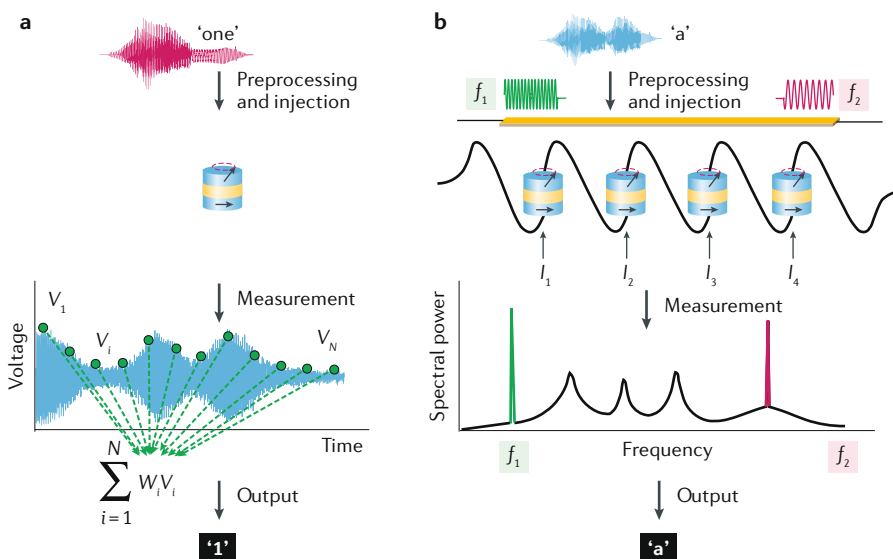 a
'one'
Preprocessing
and injection
V1
Vi
VN
Measurement
Voltage
Time
N
∑ WiVi
i = 1
Output
'1'
b
'a'
f1
Preprocessing
and injection
f2
I1
I2
I3
I4
Measurement
Spectral power
f1
Frequency
f2
Output
'a'